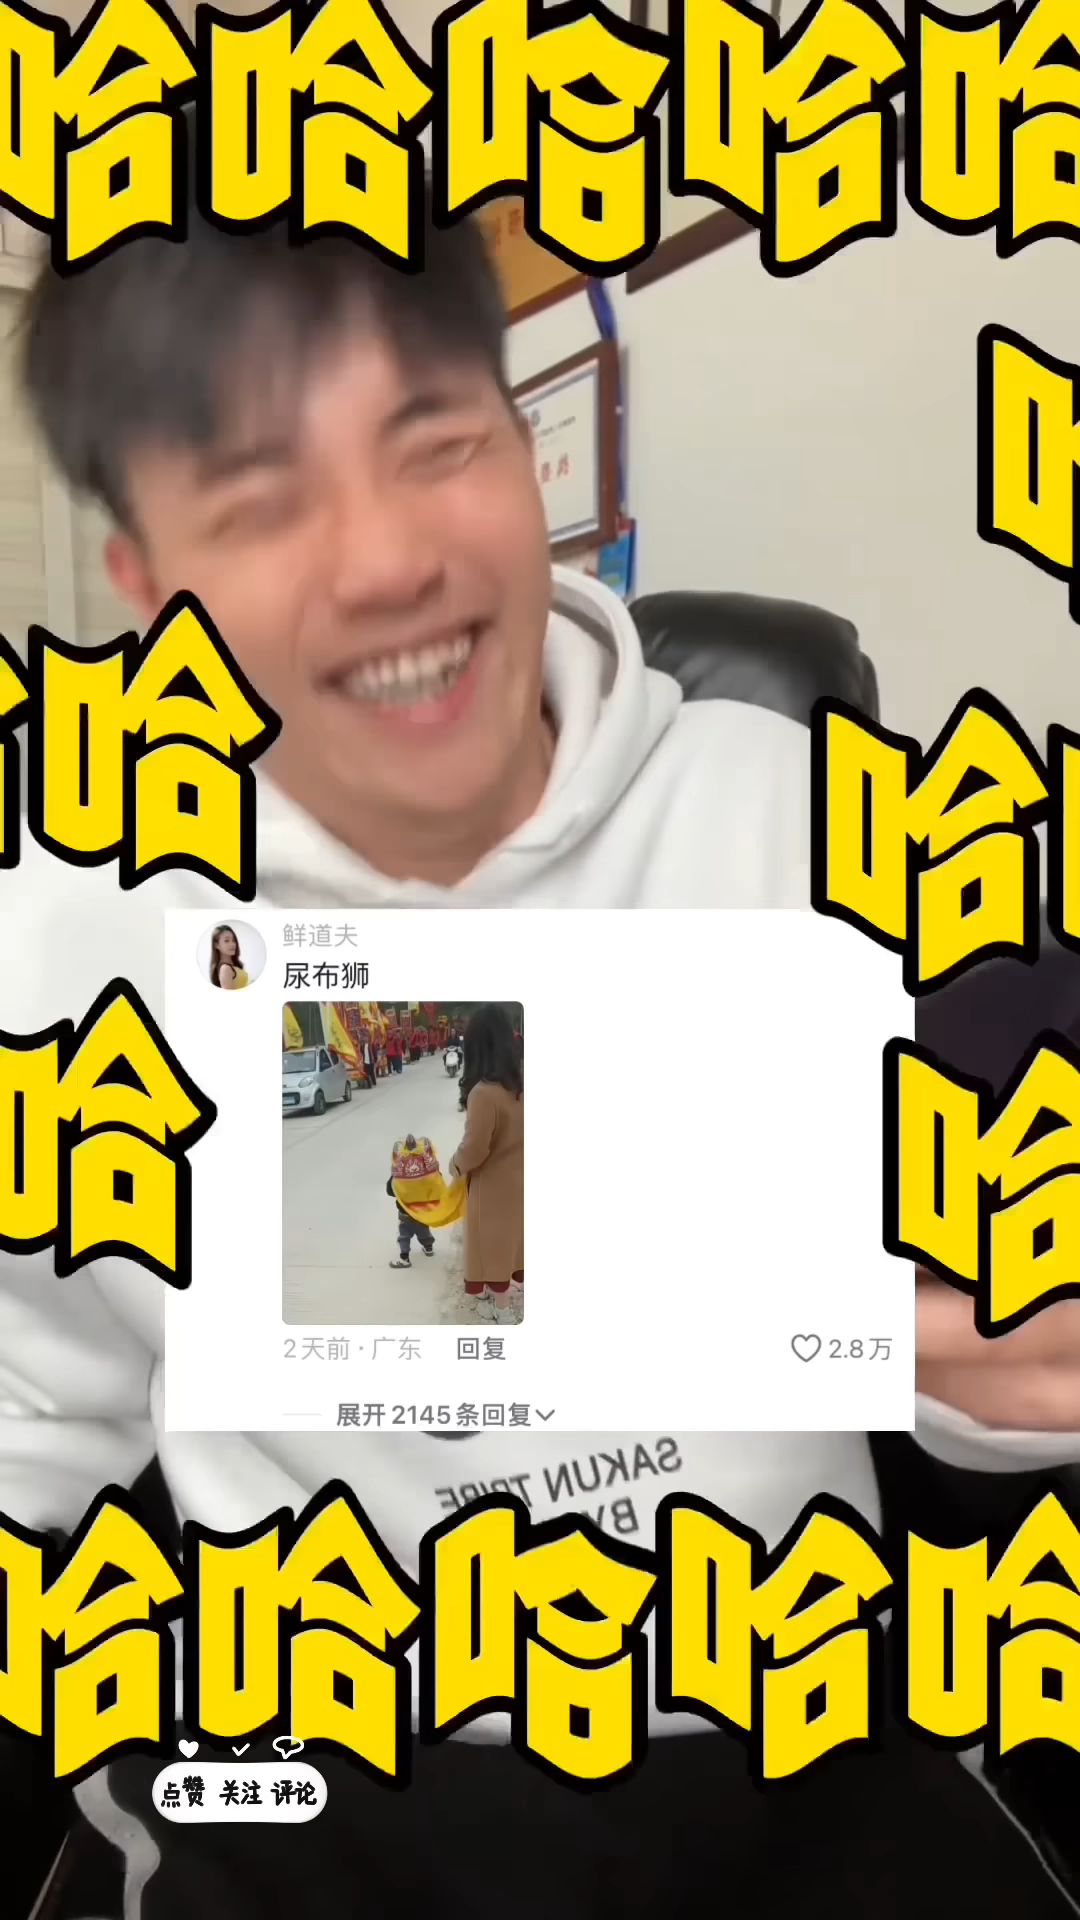 哈哈哈哈哈
哈
哈
哈
哈
鲜道夫
尿布狮
2天前·广东 回复 2.8万
展开2145条回复
SAKUN TRIBE
哈哈哈哈哈
点赞 关注 评论